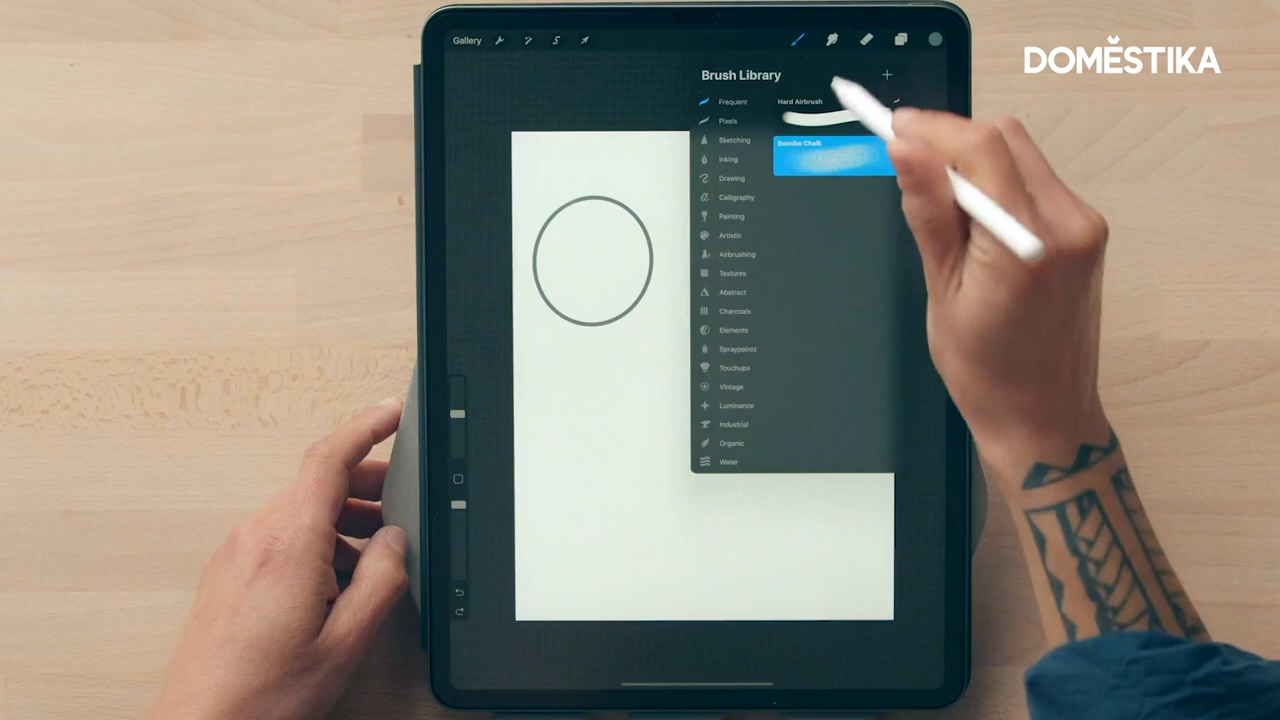 Gallery
DOMĚSTIKA
Brush Library
Frequent
Pixels
Sketching
Inking
Drawing
Calligraphy
Painting
Artistic
Airbrushing
Textures
Abstract
Charcoals
Elements
Spraypaints
Touchups
Vintage
Luminance
Industrial
Organic
Water
Hard Airbrush
Bonobo Chalk